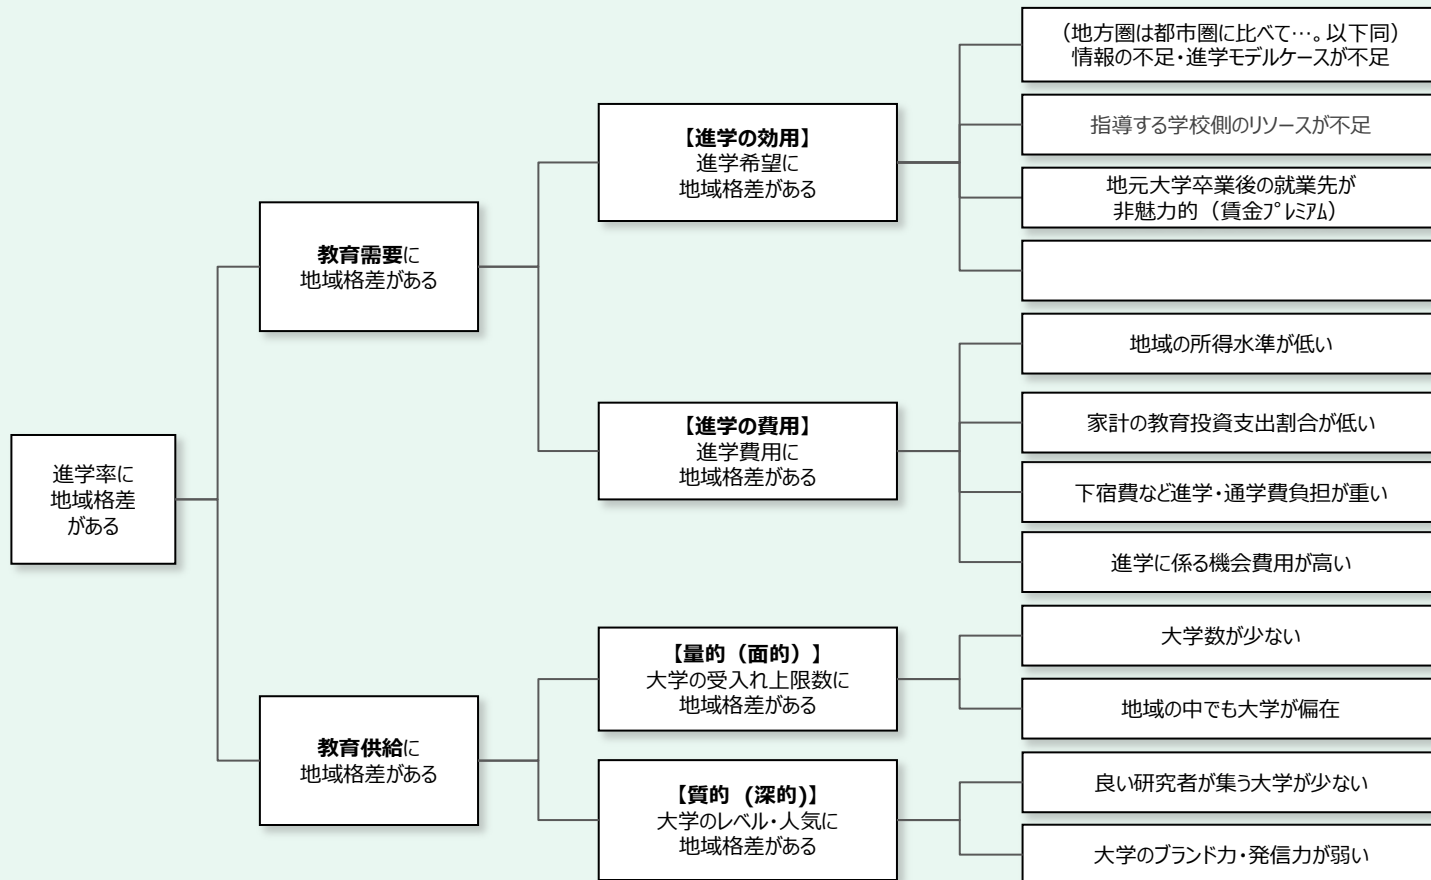 進学率に
地域格差
がある
教育需要に
地域格差がある
教育供給に
地域格差がある
【進学の効用】
進学希望に
地域格差がある
【進学の費用】
進学費用に
地域格差がある
【量的（面的）】
大学の受入れ上限数に
地域格差がある
【質的（深的)】
大学のレベル・人気に
地域格差がある
（地方圏は都市圏に比べて…。以下同）
情報の不足・進学モデルケースが不足
指導する学校側のリソースが不足
地元大学卒業後の就業先が
非魅力的（賃金ﾌﾟﾚﾐｱﾑ）
地域の所得水準が低い
家計の教育投資支出割合が低い
下宿費など進学・通学費負担が重い
進学に係る機会費用が高い
大学数が少ない
地域の中でも大学が偏在
良い研究者が集う大学が少ない
大学のブランド力・発信力が弱い